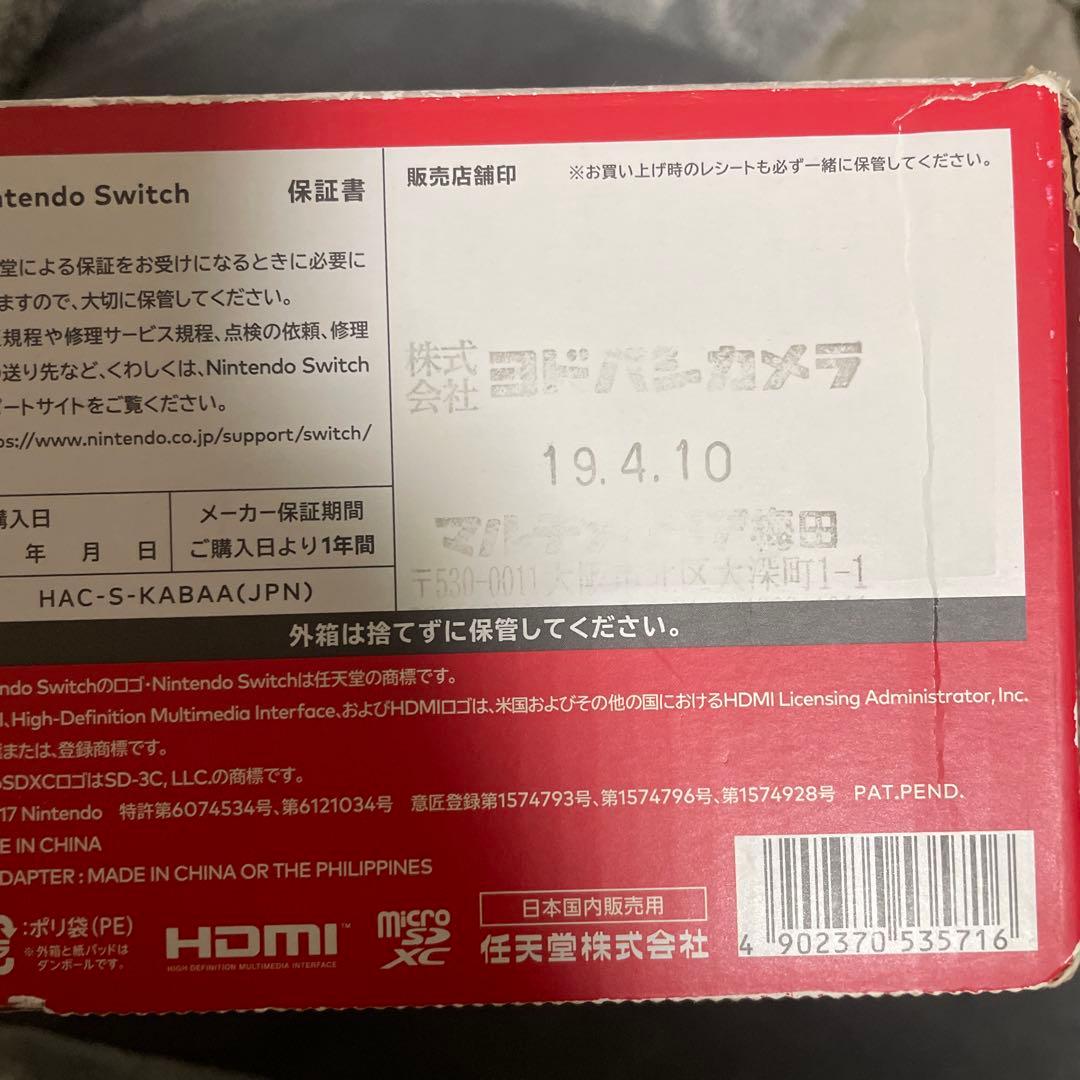 ntendo Switch 保証書
堂による保証をお受けになるときに必要に
ますので、大切に保管してください。
規程や修理サービス規程、点検の依頼、修理
送り先など、くわしくは、Nintendo Switch
ポートサイトをご覧ください。
ps://www.nintendo.co.jp/support/switch/
購入日
年 月 日
メーカー保証期間
ご購入日より1年間
HAC-S-KABAA(JPN)
販売店舗印 ※お買い上げ時のレシートも必ず一緒に保管してください。
株式会社 ヨドバシカメラ
19.4.10
マルチ 梅田
〒530-0011 大 区大深町1-1
外箱は捨てずに保管してください。
ndo Switchのロゴ・Nintendo Switchは任天堂の商標です。
I、High-Definition Multimedia Interface、およびHDMIロゴは、米国およびその他の国におけるHDMI Licensing Administrator, Inc.
または、登録商標です。
SDXCロゴはSD-3C, LLC.の商標です。
17 Nintendo 特許第6074534号、第6121034号 意匠登録第1574793号、第1574796号、第1574928号 PAT.PEND.
E IN CHINA
DAPTER : MADE IN CHINA OR THE PHILIPPINES
:ポリ袋(PE)
※外箱と紙パッドは
ダンボールです。
HDMI™
HIGH DEFINITION MULTIMEDIA INTERFACE
micro SD XC
日本国内販売用
任天堂株式会社
4 902370 535716